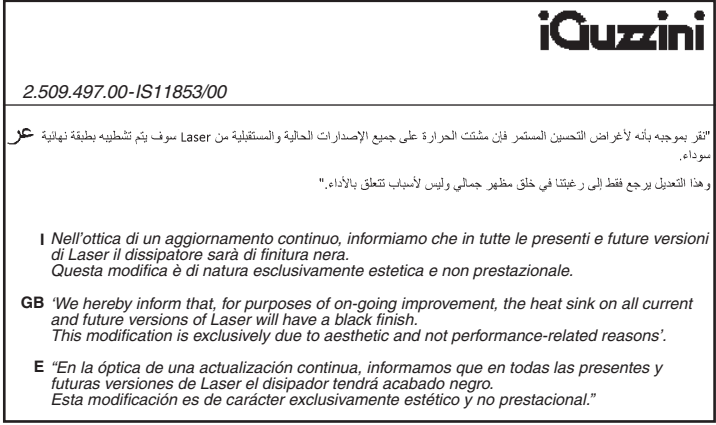 iGuzzini
2.509.497.00-IS11853/00
عر "نقر بموجبه بأنه لأغراض التحسين المستمر فإن مشتت الحرارة على جميع الإصدارات الحالية والمستقبلية من Laser سوف يتم تشطيبه بطبقة نهائية
سوداء.
وهذا التعديل يرجع فقط إلى رغبتنا في خلق مظهر جمالي وليس لأسباب تتعلق بالأداء."
I Nell'ottica di un aggiornamento continuo, informiamo che in tutte le presenti e future versioni
di Laser il dissipatore sarà di finitura nera.
Questa modifica è di natura esclusivamente estetica e non prestazionale.
GB 'We hereby inform that, for purposes of on-going improvement, the heat sink on all current
and future versions of Laser will have a black finish.
This modification is exclusively due to aesthetic and not performance-related reasons'.
E "En la óptica de una actualización continua, informamos que en todas las presentes y
futuras versiones de Laser el disipador tendrá acabado negro.
Esta modificación es de carácter exclusivamente estético y no prestacional."